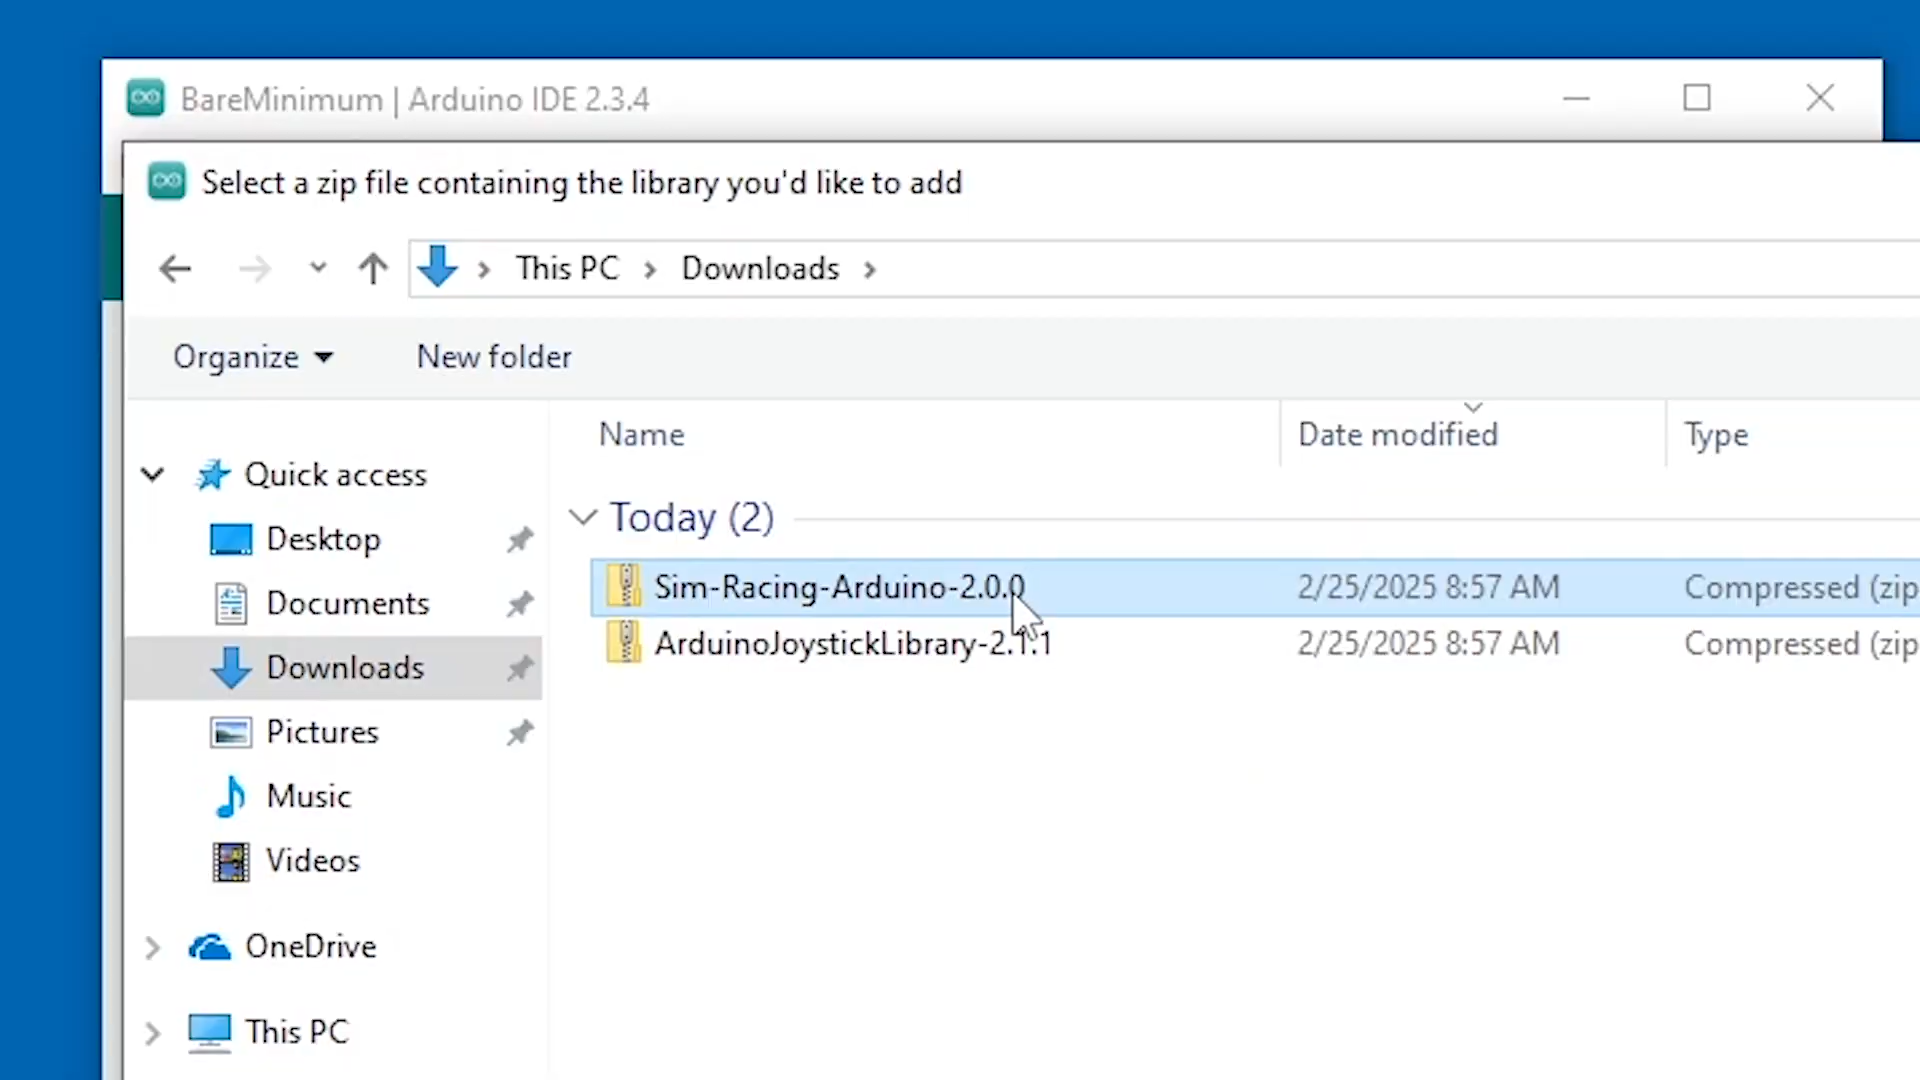 BareMinimum | Arduino IDE 2.3.4
Select a zip file containing the library you'd like to add
This PC > Downloads >
Organize New folder
Name Date modified Type
Quick access
Today (2)
Desktop
Sim-Racing-Arduino-2.0.0 2/25/2025 8:57 AM Compressed (zip
Documents
ArduinoJoystickLibrary-2.1.1 2/25/2025 8:57 AM Compressed (zip
Downloads
Pictures
Music
Videos
OneDrive
This PC